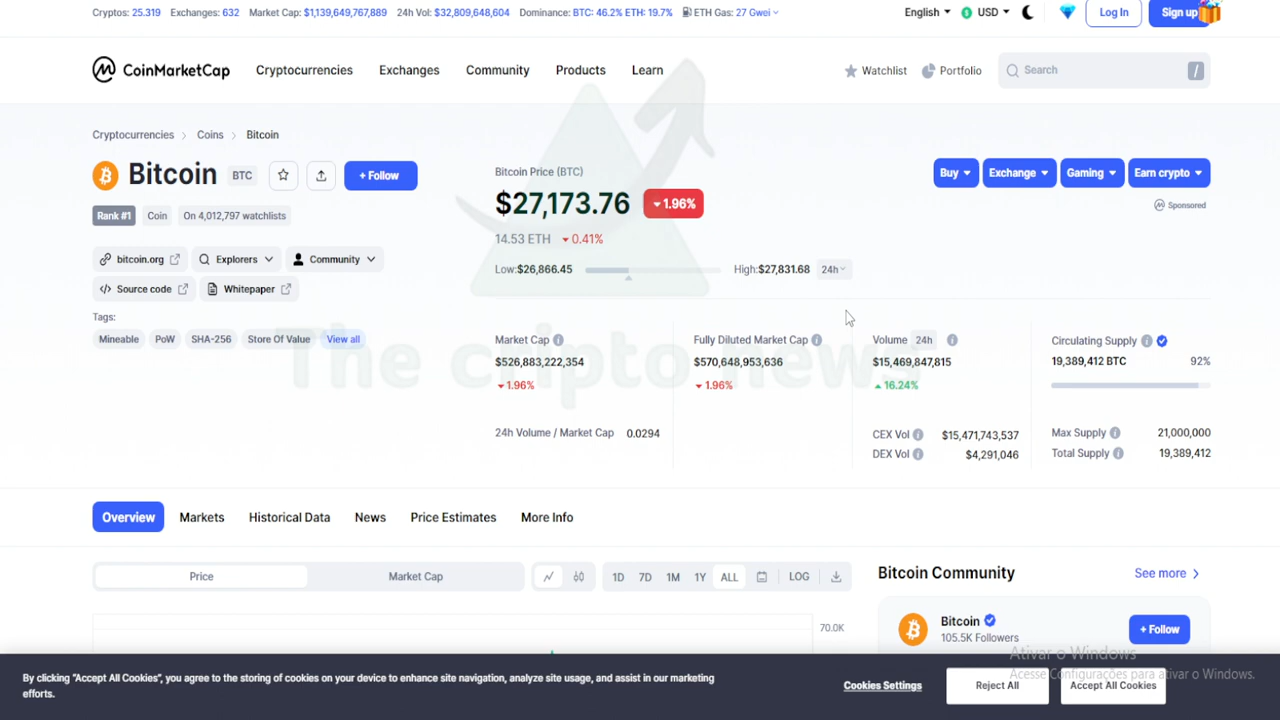 Cryptos: 25.319 Exchanges: 632 Market Cap: $1,139,649,767,889 24h Vol: $32,809,648,604 Dominance: BTC: 46.2% ETH: 19.7% ETH Gas: 27 Gwei English USD Log In Sign up
CoinMarketCap Cryptocurrencies Exchanges Community Products Learn Watchlist Portfolio Search /
Cryptocurrencies > Coins > Bitcoin
Bitcoin BTC + Follow
Rank #1 Coin On 4,012,797 watchlists
bitcoin.org Explorers Community
Source code Whitepaper
Tags:
Mineable PoW SHA-256 Store Of Value View all
Bitcoin Price (BTC)
$27,173.76 1.96%
14.53 ETH 0.41%
Low:$26,866.45 High:$27,831.68 24h
Buy Exchange Gaming Earn crypto
Sponsored
Market Cap Fully Diluted Market Cap Volume 24h Circulating Supply
$526,883,222,354 $570,648,953,636 $15,469,847,815 19,389,412 BTC 92%
1.96% 1.96% 16.24%
24h Volume / Market Cap 0.0294
CEX Vol $15,471,743,537
DEX Vol $4,291,046
Max Supply 21,000,000
Total Supply 19,389,412
The cripto news
Overview Markets Historical Data News Price Estimates More Info
Price Market Cap 1D 7D 1M 1Y ALL LOG
70.0K
Bitcoin Community See more >
Bitcoin
105.5K Followers
+ Follow
Ativar o Windows
Acesse Configurações para ativar o Windows.
By clicking “Accept All Cookies”, you agree to the storing of cookies on your device to enhance site navigation, analyze site usage, and assist in our marketing
efforts.
Cookies Settings Reject All Accept All Cookies